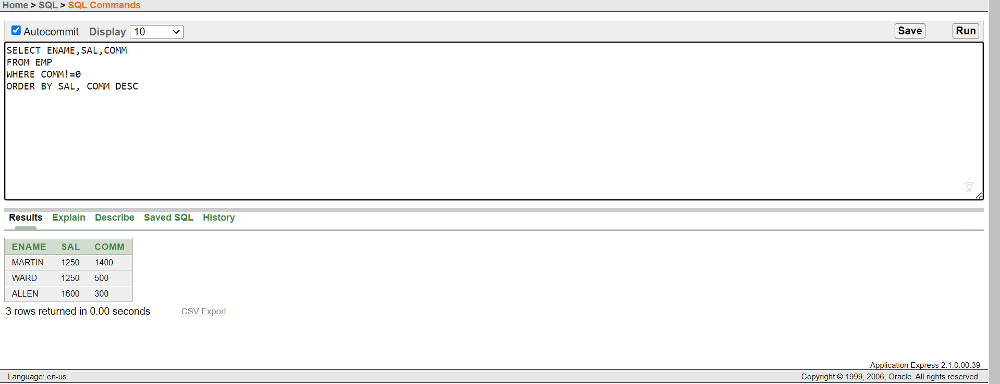 Home > SQL > SQL Commands
Autocommit Display 10 Save Run
SELECT ENAME,SAL,COMM
FROM EMP
WHERE COMM!=0
ORDER BY SAL, COMM DESC
Results Explain Describe Saved SQL History
ENAME SAL COMM
MARTIN 1250 1400
WARD 1250 500
ALLEN 1600 300
3 rows returned in 0.00 seconds CSV Export
Application Express 2.1.0.00.39
Language: en-us Copyright © 1999, 2006, Oracle. All rights reserved.